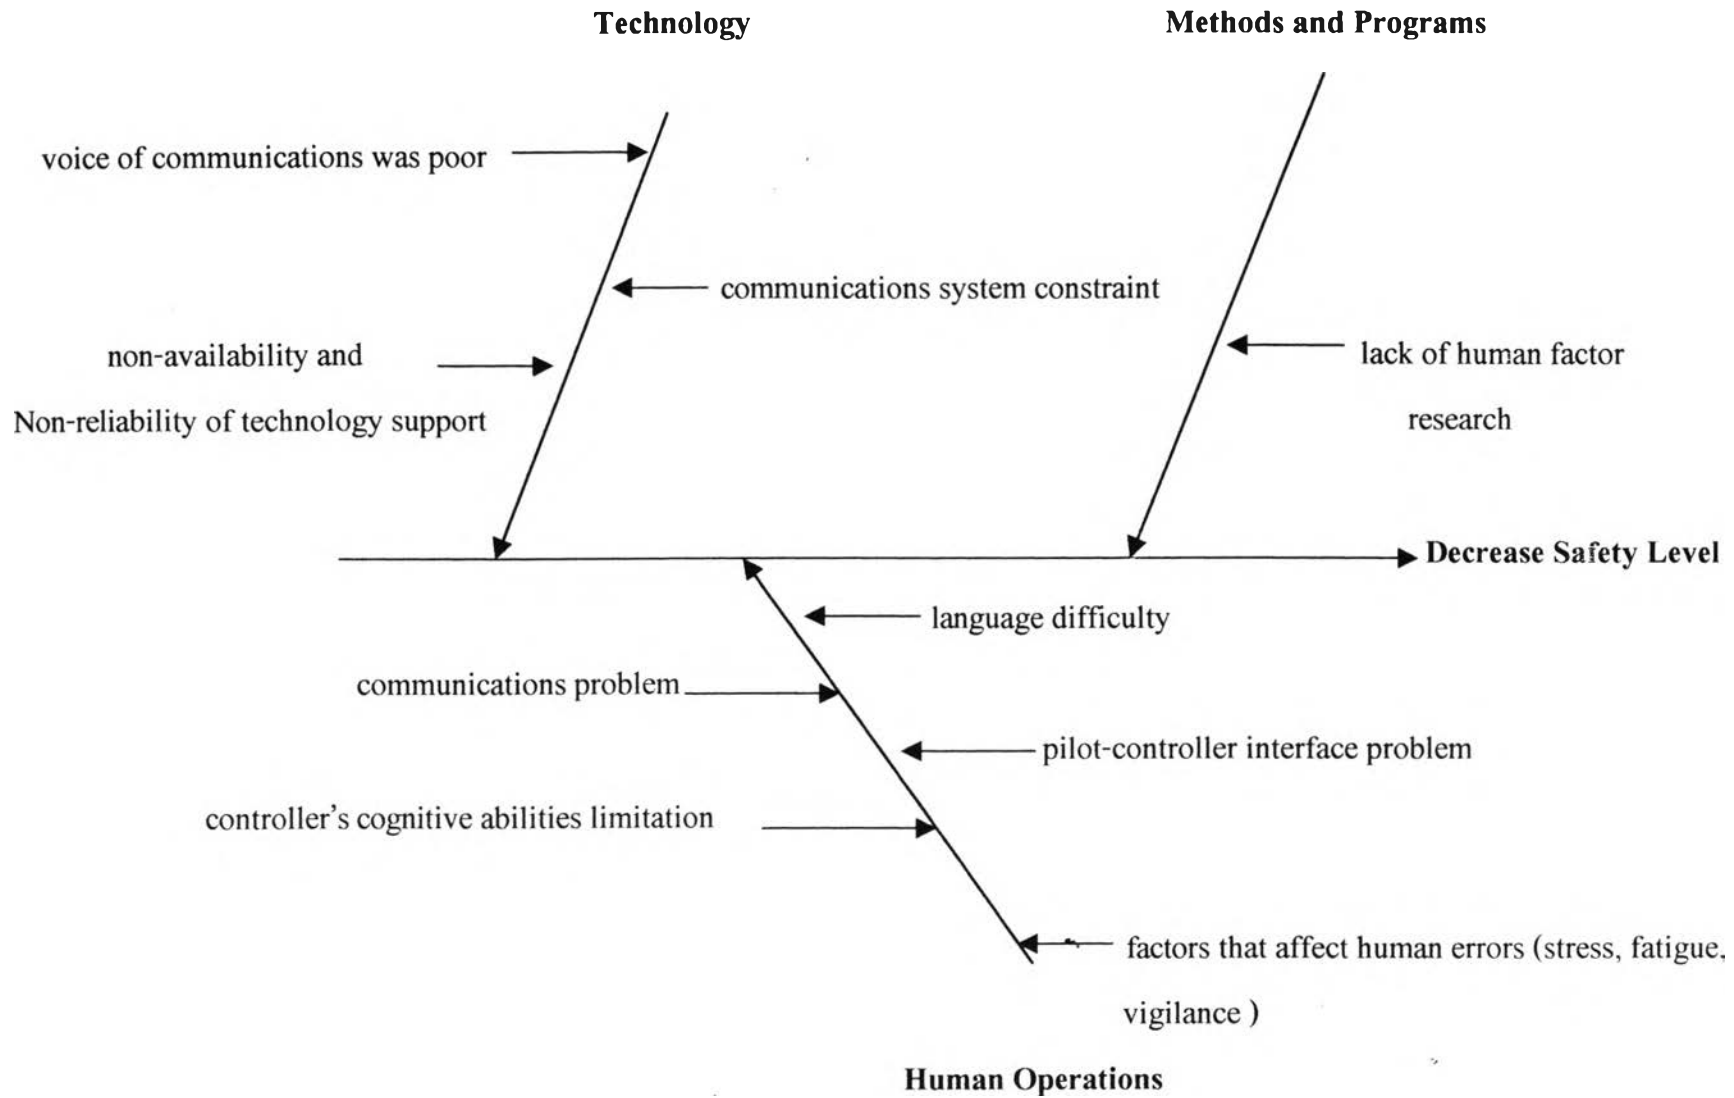 Technology
Methods and Programs
voice of communications was poor
communications system constraint
non-availability and
Non-reliability of technology support
lack of human factor
research
Decrease Safety Level
language difficulty
communications problem
pilot-controller interface problem
controller's cognitive abilities limitation
factors that affect human errors (stress, fatigue,
vigilance )
Human Operations